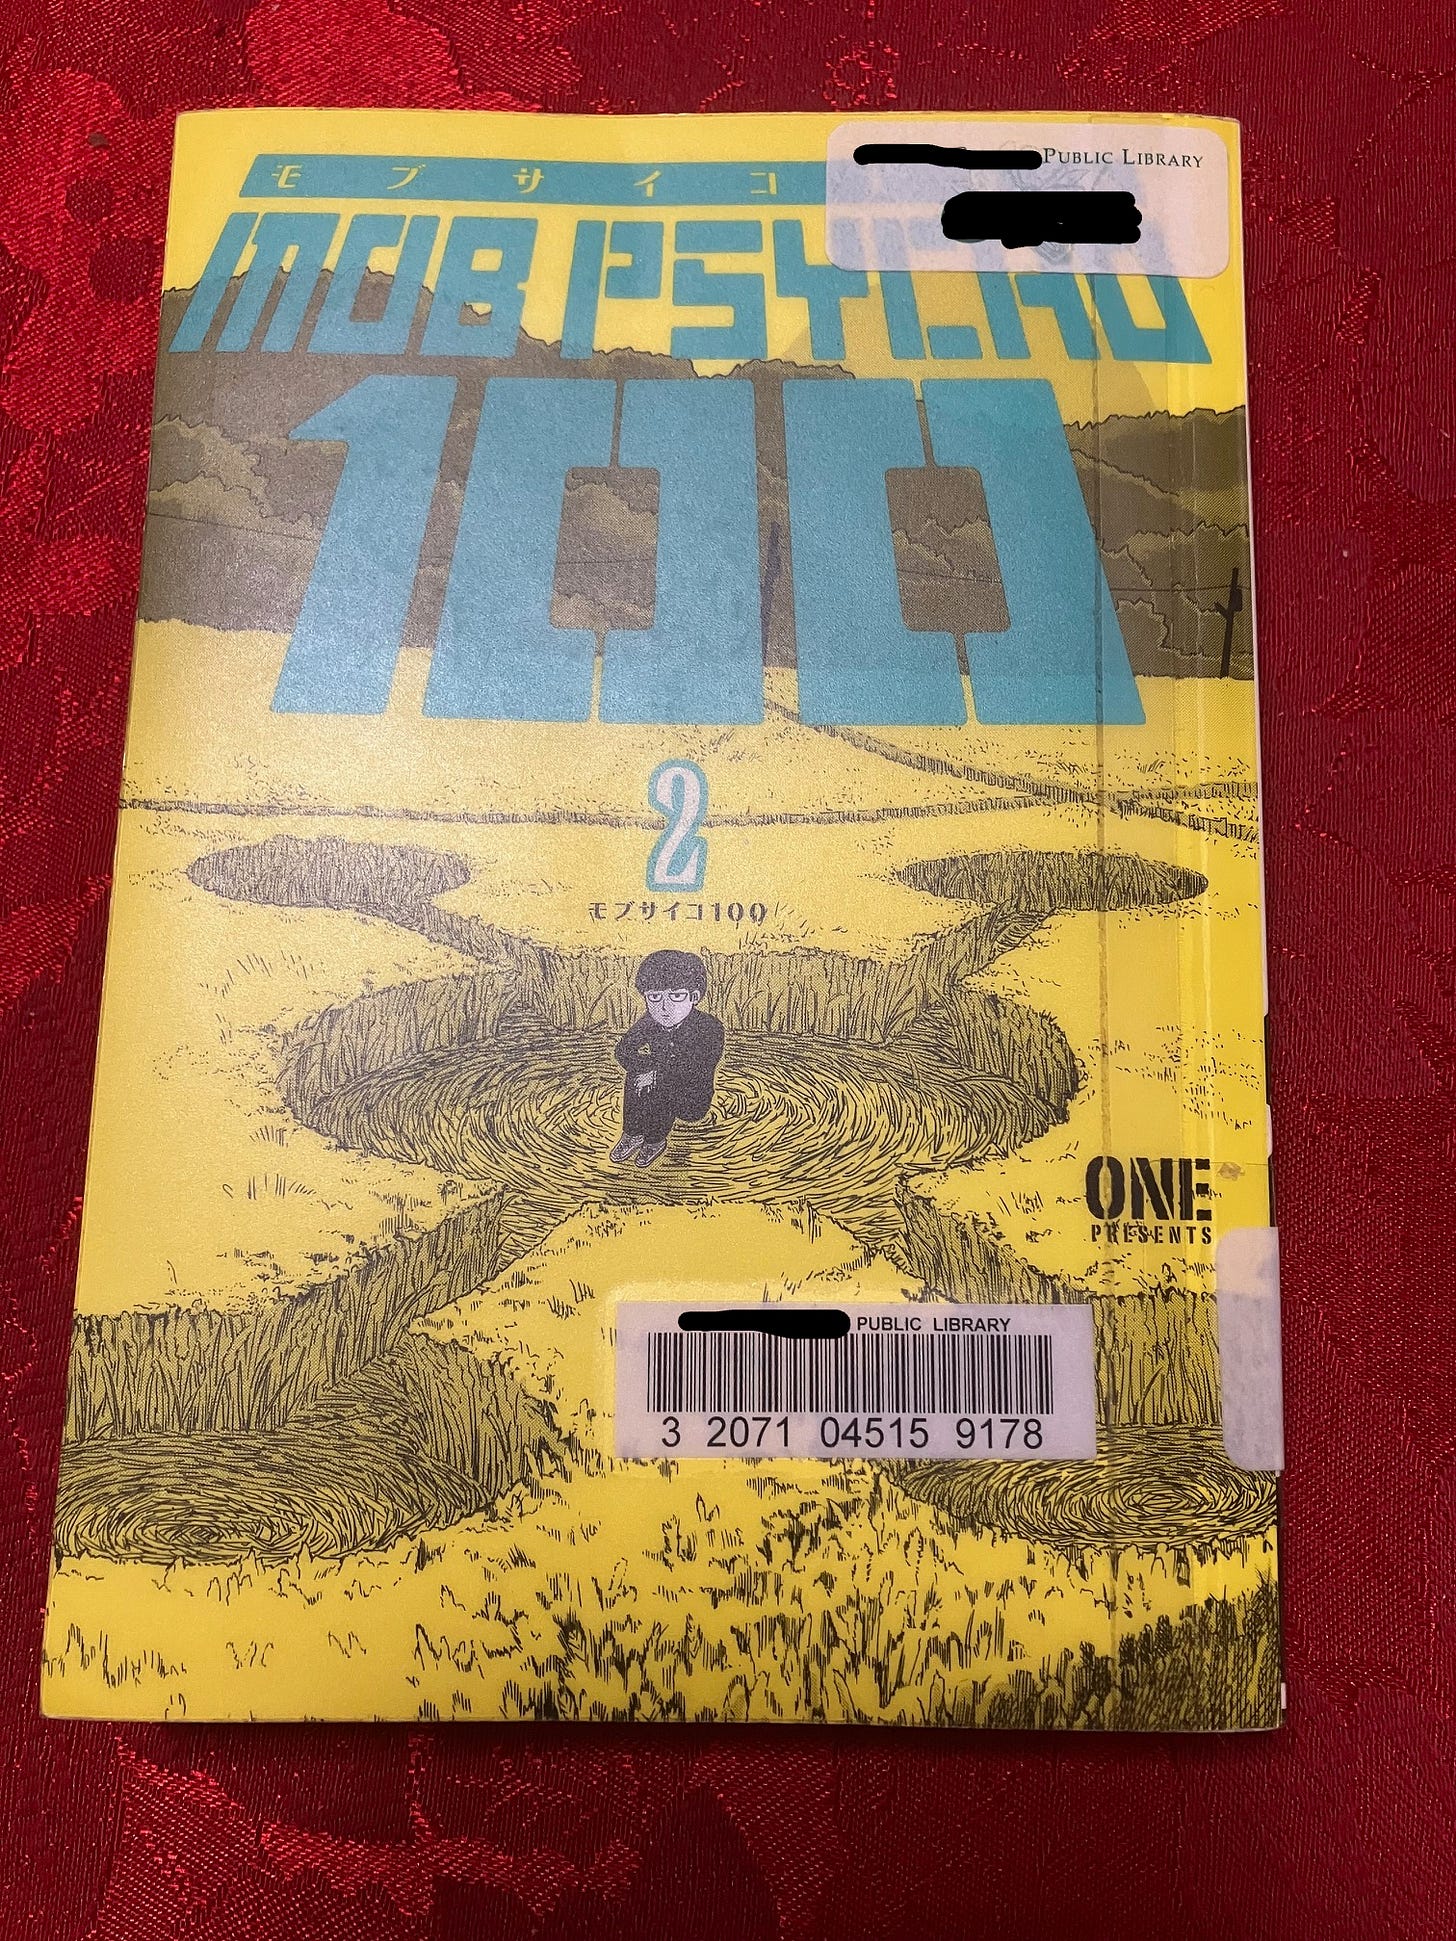 PUBLIC LIBRARY
モブサイコ
MOB PSYCHO
100
2
モブサイコ100
ONE
PRESENTS
PUBLIC LIBRARY
3 2071 04515 9178